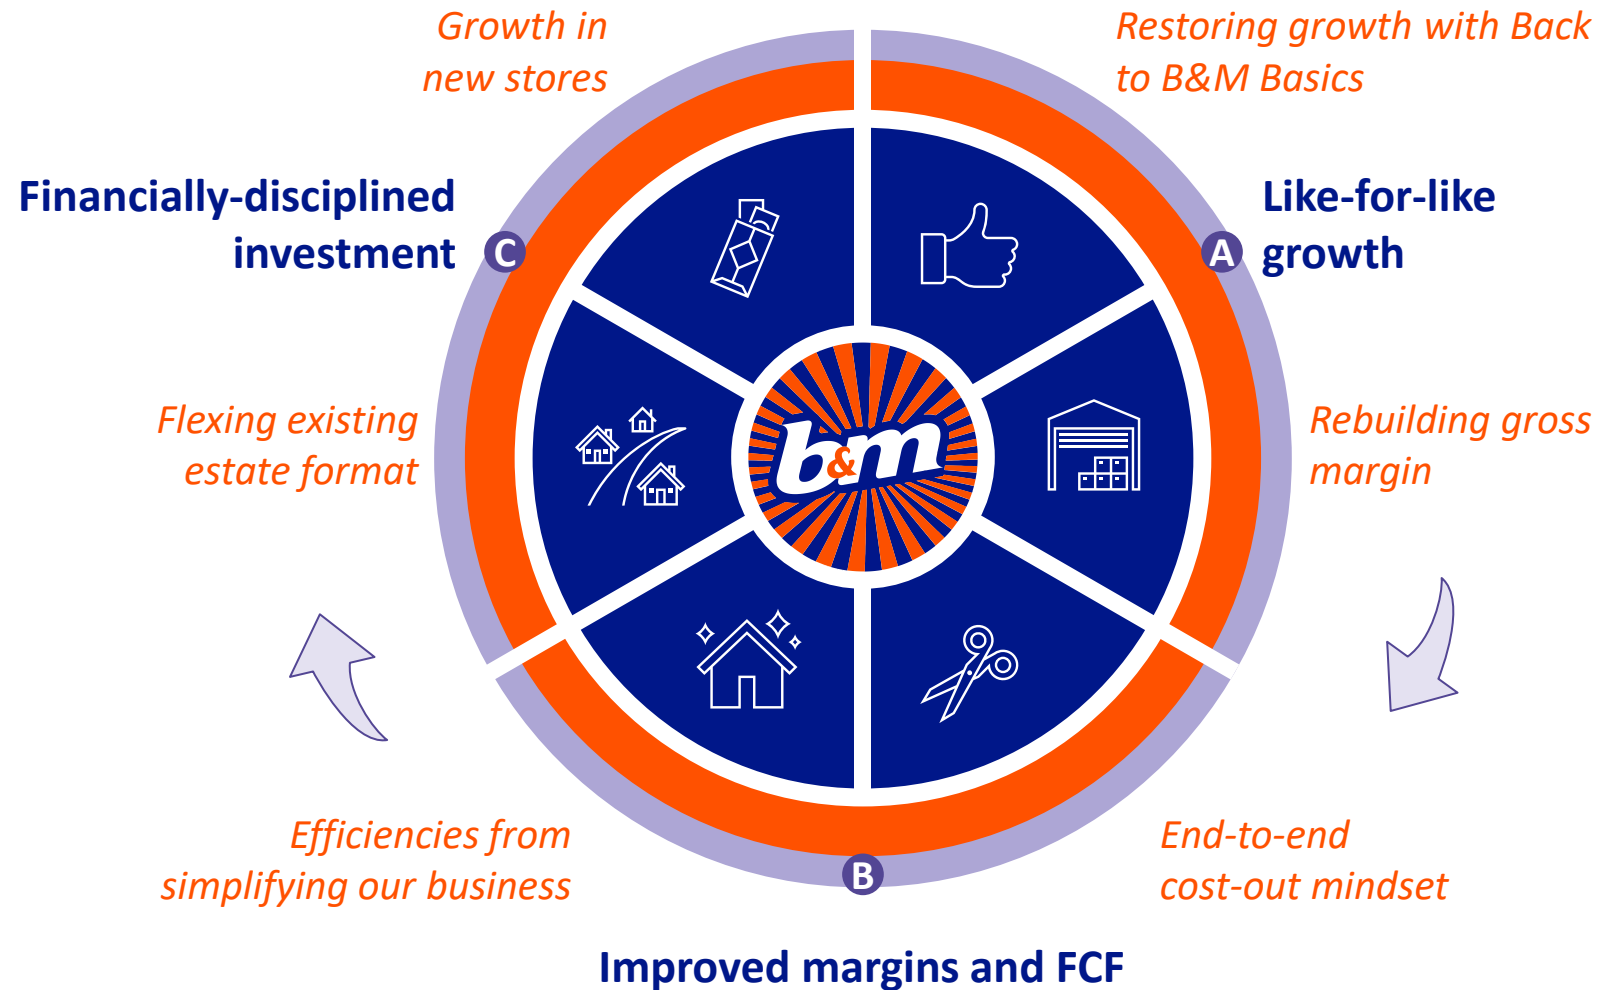 Growth in
new stores
Restoring growth with Back
to B&M Basics
Financially-disciplined
investment
C
A
Like-for-like
growth
Flexing existing
estate format
b&m
Rebuilding gross
margin
Efficiencies from
simplifying our business
B
End-to-end
cost-out mindset
Improved margins and FCF